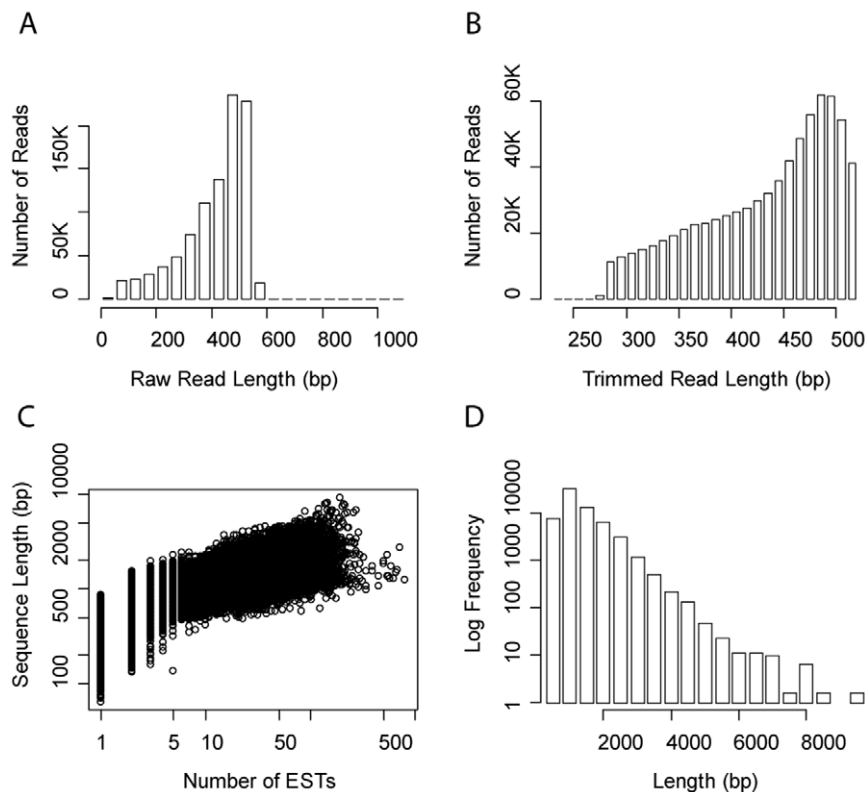 A
Number of Reads
0
50K
150K
0 200 400 600 800 1000
Raw Read Length (bp)
B
Number of Reads
0
20K
40K
60K
250 300 350 400 450 500
Trimmed Read Length (bp)
C
Sequence Length (bp)
100
500
2000
10000
1 5 10 50 500
Number of ESTs
D
Log Frequency
1
10
100
1000
10000
2000 4000 6000 8000
Length (bp)